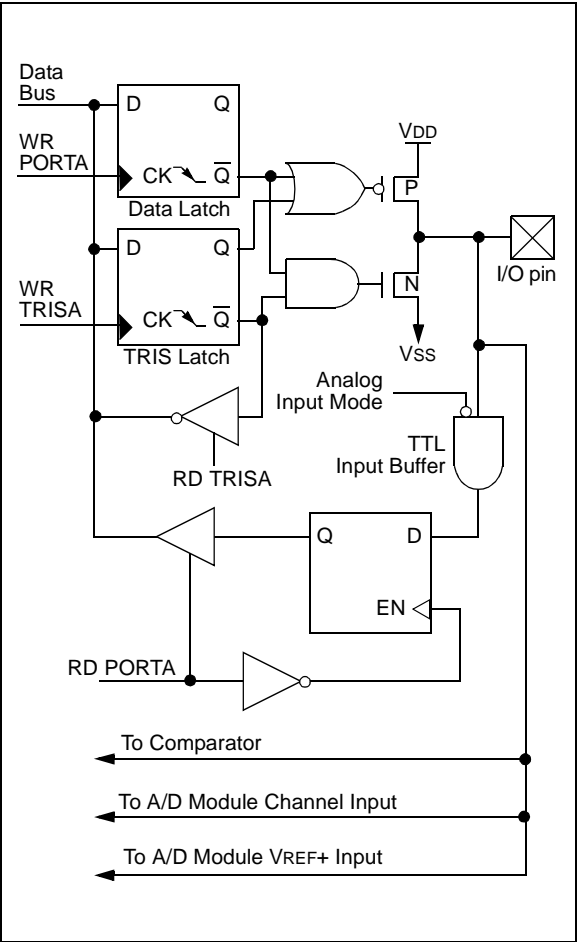 Data
Bus
D Q
WR
PORTA
CK Q
Data Latch
VDD
P
I/O pin
D Q
WR
TRISA
CK Q
TRIS Latch
N
VSS
Analog
Input Mode
TTL
Input Buffer
RD TRISA
Q D
EN
RD PORTA
To Comparator
To A/D Module Channel Input
To A/D Module VREF+ Input